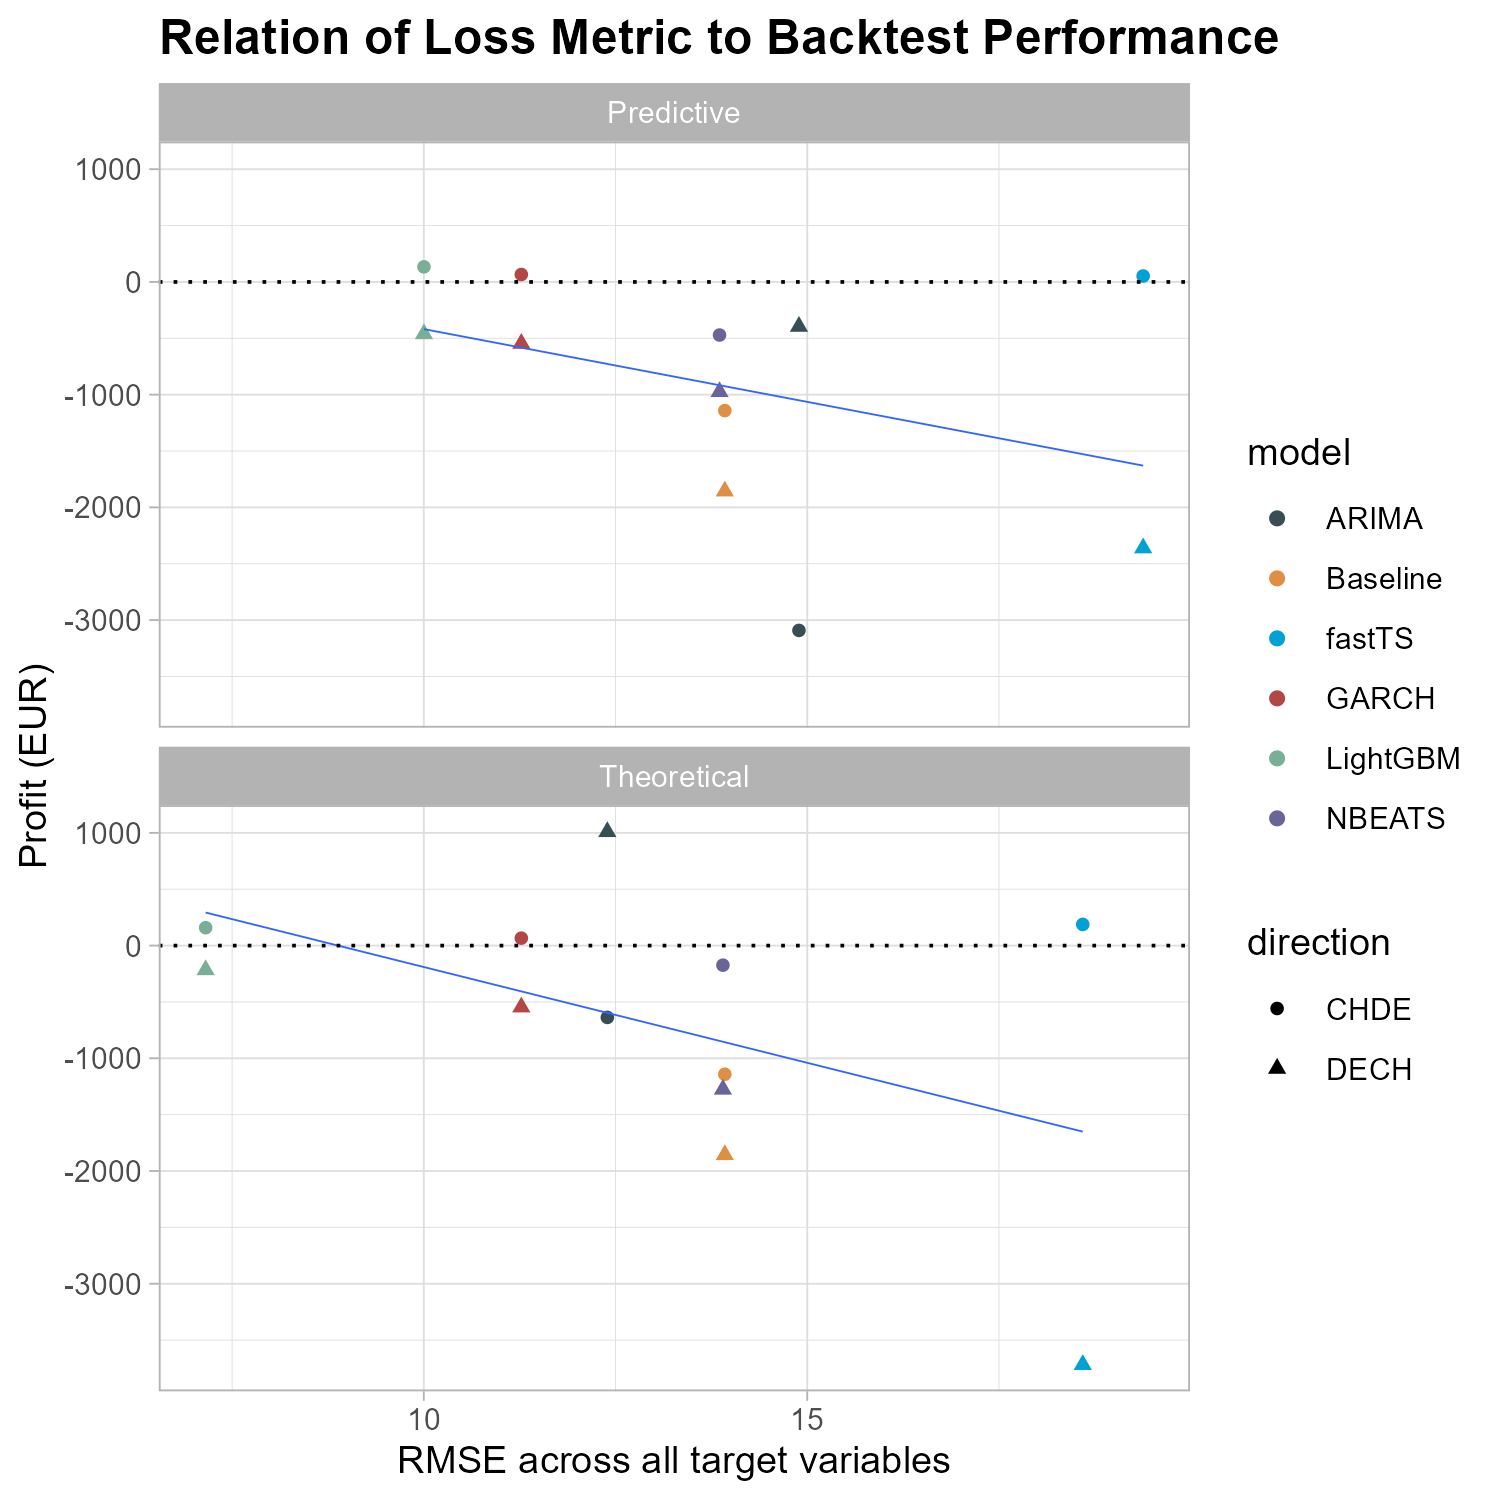 Relation of Loss Metric to Backtest Performance
Predictive
1000
0
-1000
-2000
-3000
Theoretical
1000
0
-1000
-2000
-3000
10
15
RMSE across all target variables
Profit (EUR)
model
ARIMA
Baseline
fastTS
GARCH
LightGBM
NBEATS
direction
CHDE
DECH